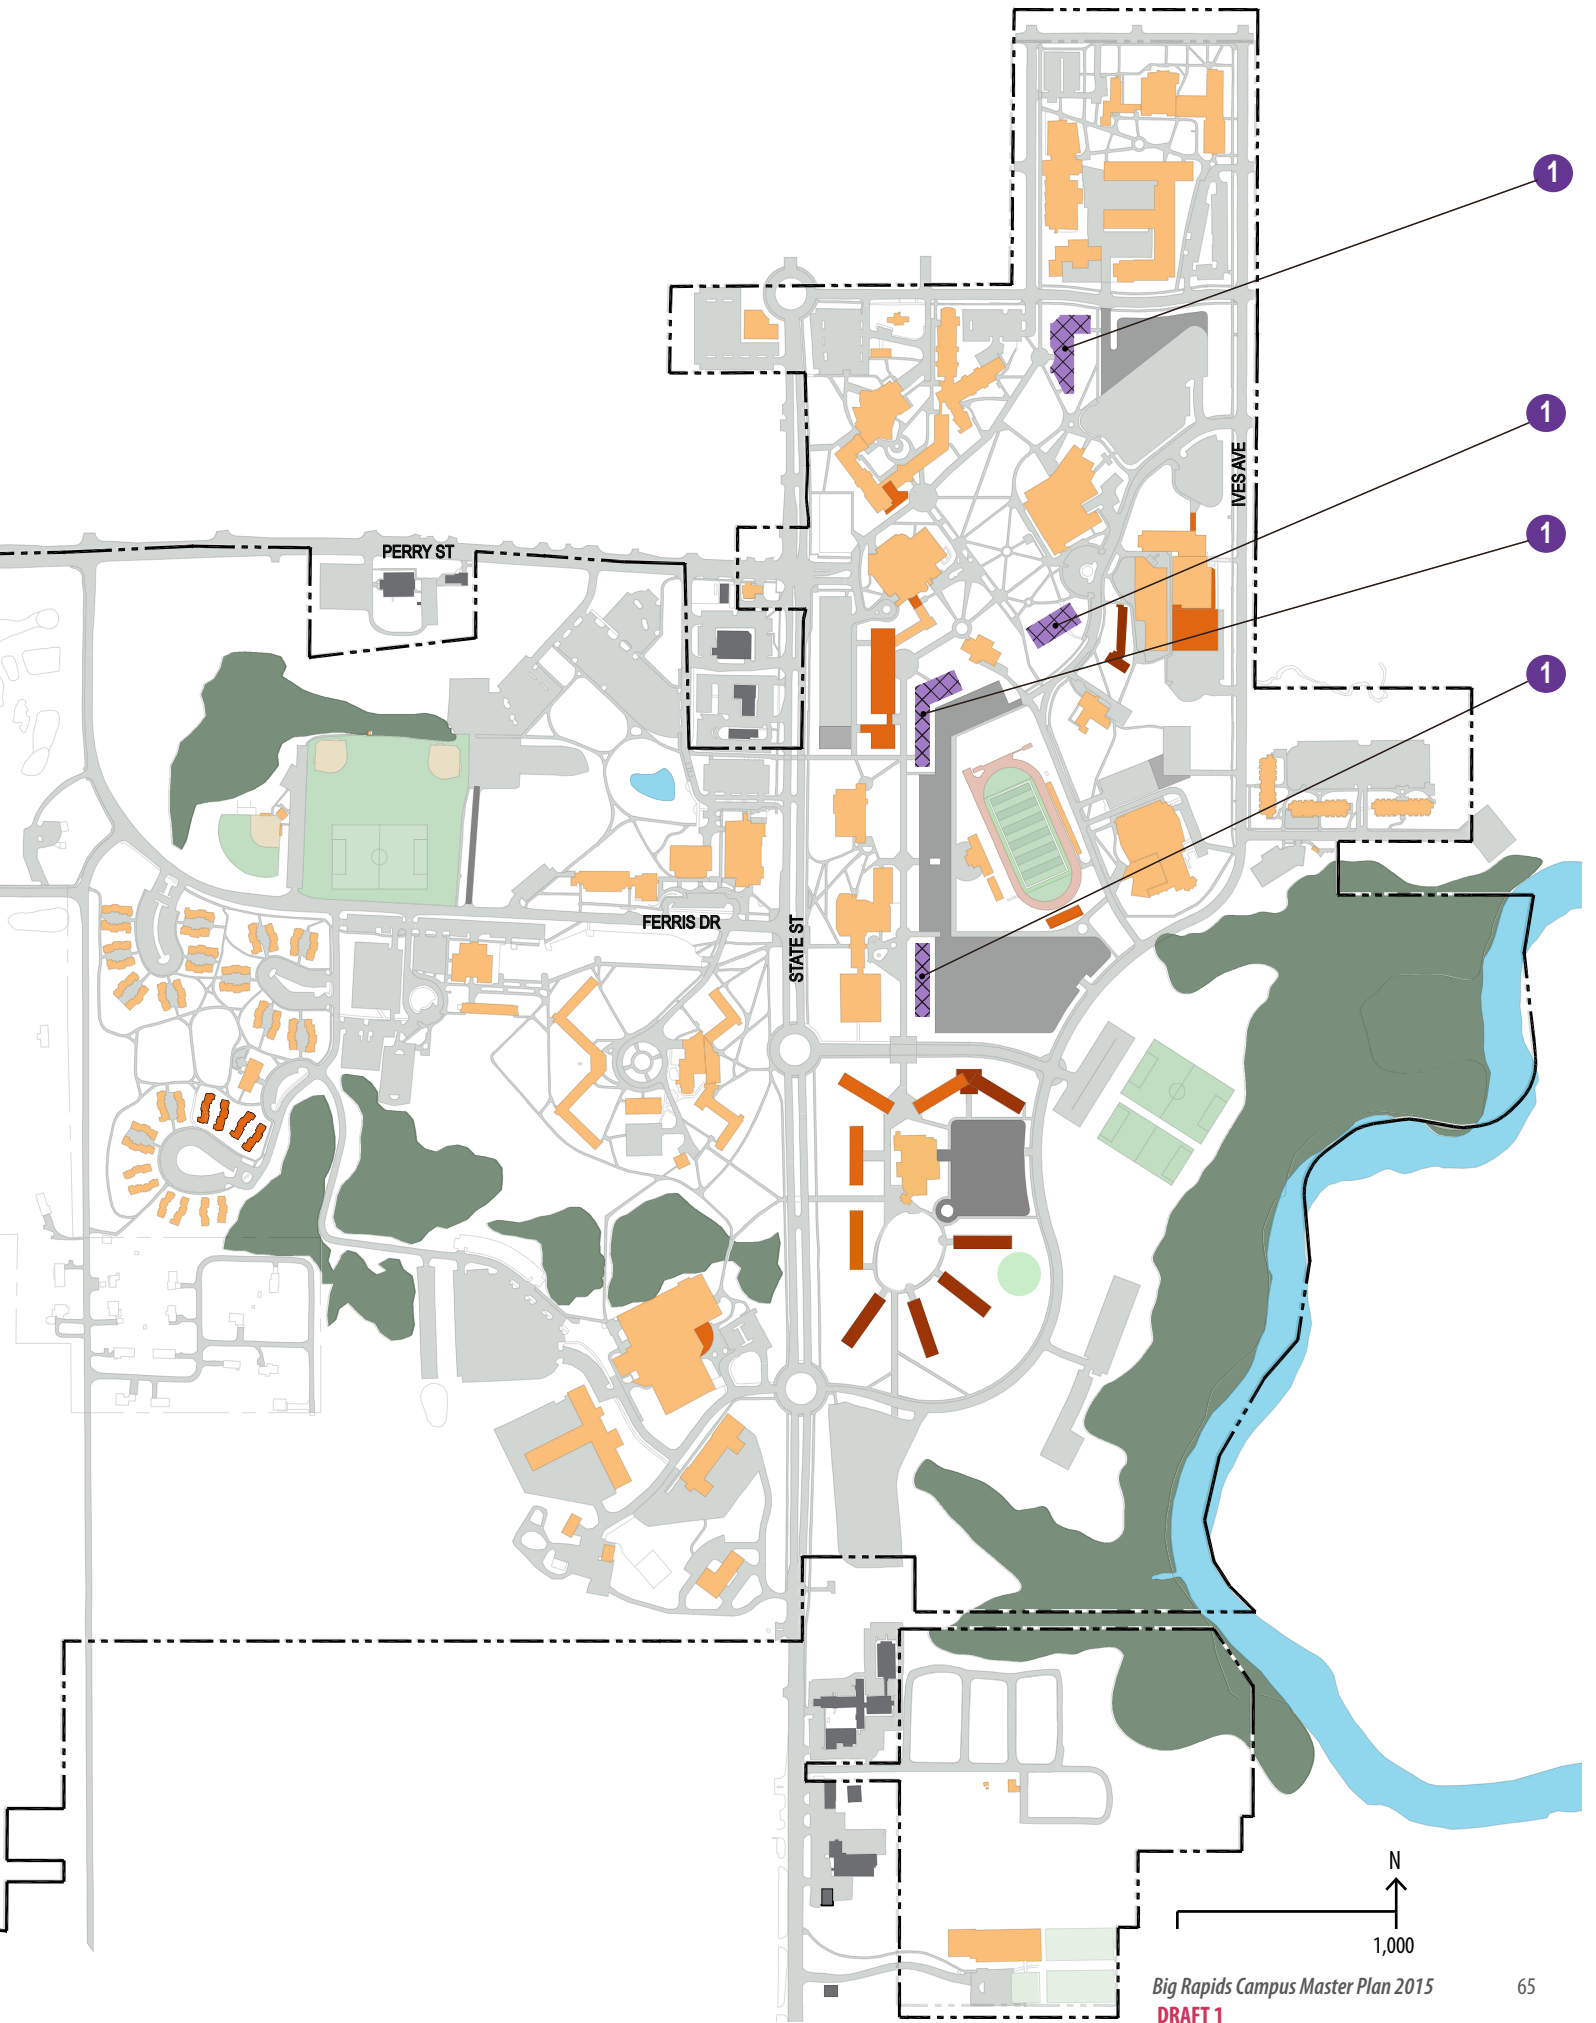 1
1
IVES AVE
1
PERRY ST
1
FERRIS DR
STATE ST
N
1,000
Big Rapids Campus Master Plan 2015 65
DRAFT 1